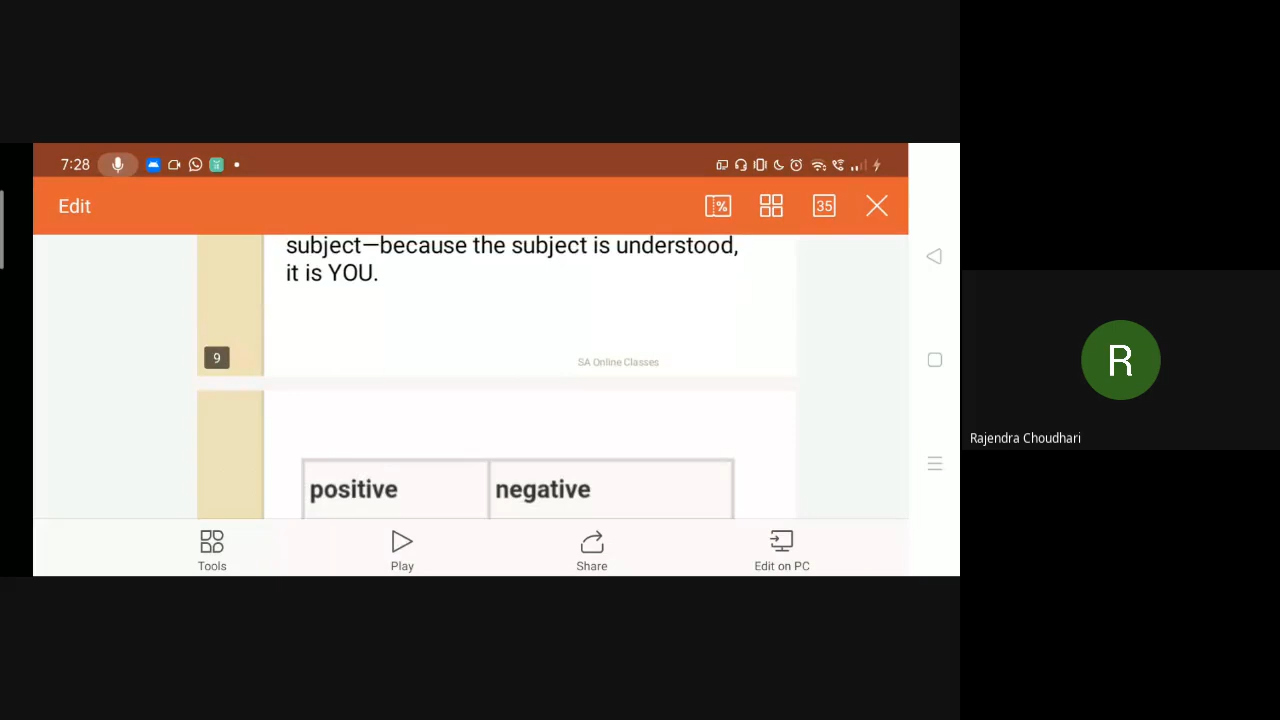 7:28
Edit
%
35
subject—because the subject is understood,
it is YOU.
9
SA Online Classes
positive negative
Tools Play Share Edit on PC
R
Rajendra Choudhari